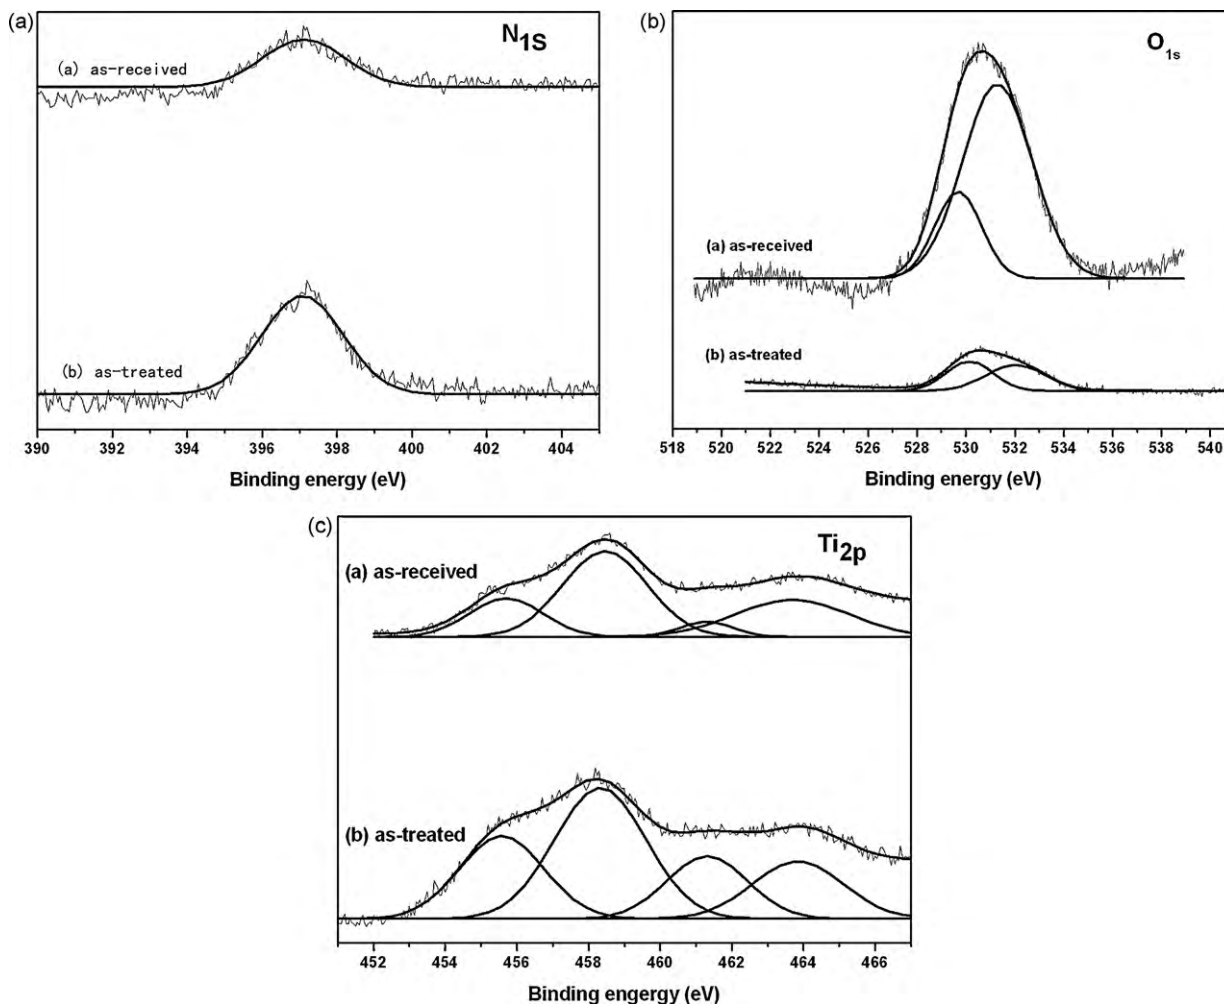 (a)
N1S
(a) as-received
(b) as-treated
390 392 394 396 398 400 402 404
Binding energy (eV)
(b)
O1s
(a) as-received
(b) as-treated
518 520 522 524 526 528 530 532 534 536 538 540
Binding energy (eV)
(c)
Ti2p
(a) as-received
(b) as-treated
452 454 456 458 460 462 464 466
Binding engergy (eV)